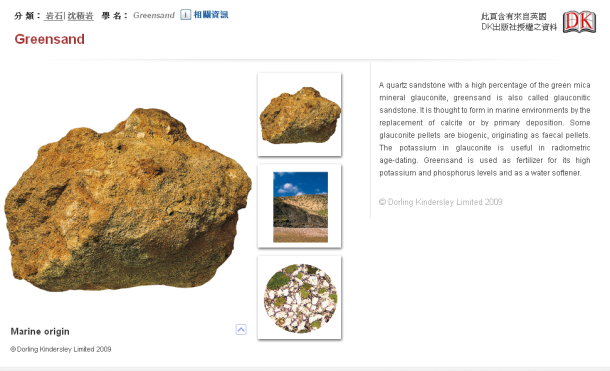 分 類： 岩石| 沈積岩 學 名： Greensand i 相關資訊
此頁含有來自英國
DK出版社授權之資料
DK
Greensand
A quartz sandstone with a high percentage of the green mica
mineral glauconite, greensand is also called glauconitic
sandstone. It is thought to form in marine environments by the
replacement of calcite or by primary deposition. Some
glauconite pellets are biogenic, originating as faecal pellets.
The potassium in glauconite is useful in radiometric
age-dating. Greensand is used as fertilizer for its high
potassium and phosphorus levels and as a water softener.
© Dorling Kindersley Limited 2009
Marine origin
© Dorling Kindersley Limited 2009